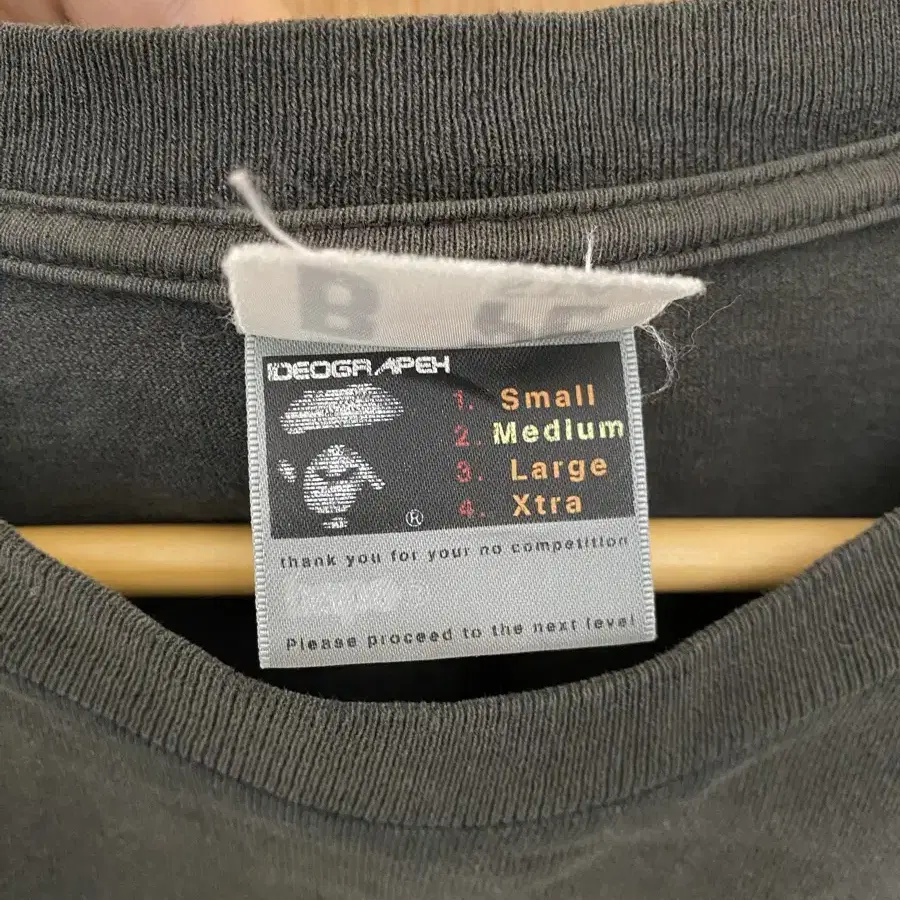 B
IDEOGRAPEH
1. Small
2. Medium
3. Large
4. Xtra
®
thank you for your no competition
Please proceed to the next level